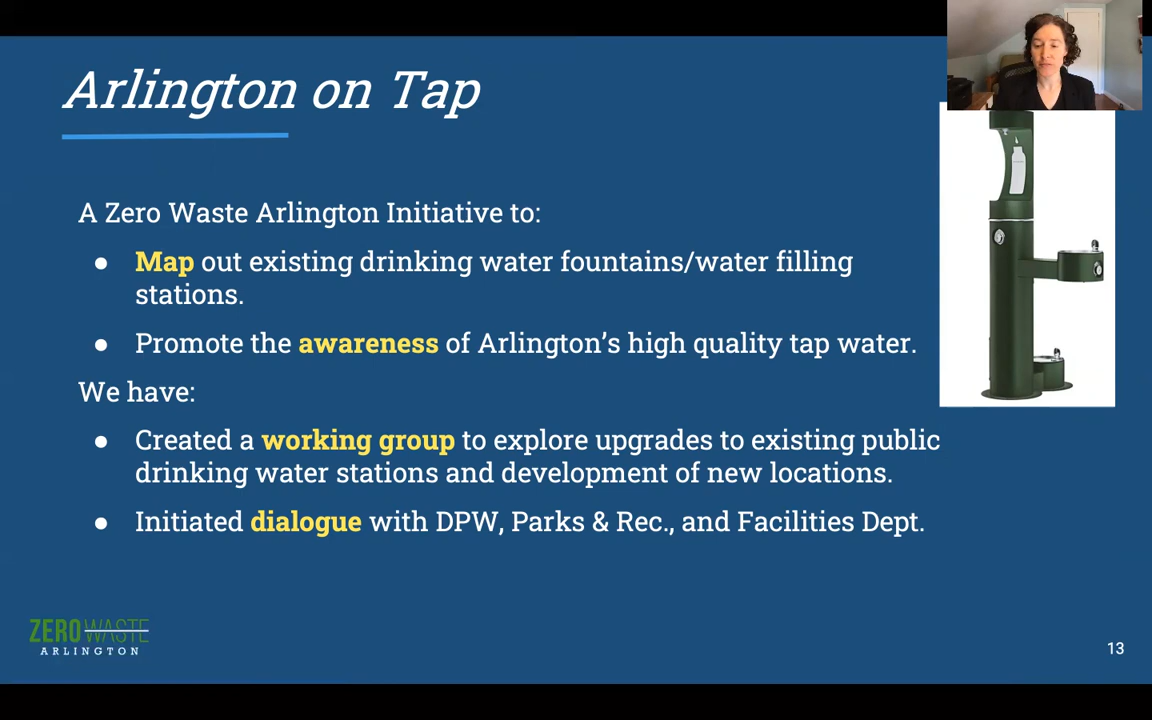 Arlington on Tap
A Zero Waste Arlington Initiative to:
● Map out existing drinking water fountains/water filling
stations.
● Promote the awareness of Arlington’s high quality tap water.
We have:
● Created a working group to explore upgrades to existing public
drinking water stations and development of new locations.
● Initiated dialogue with DPW, Parks & Rec., and Facilities Dept.
ZERO WASTE
ARLINGTON
13